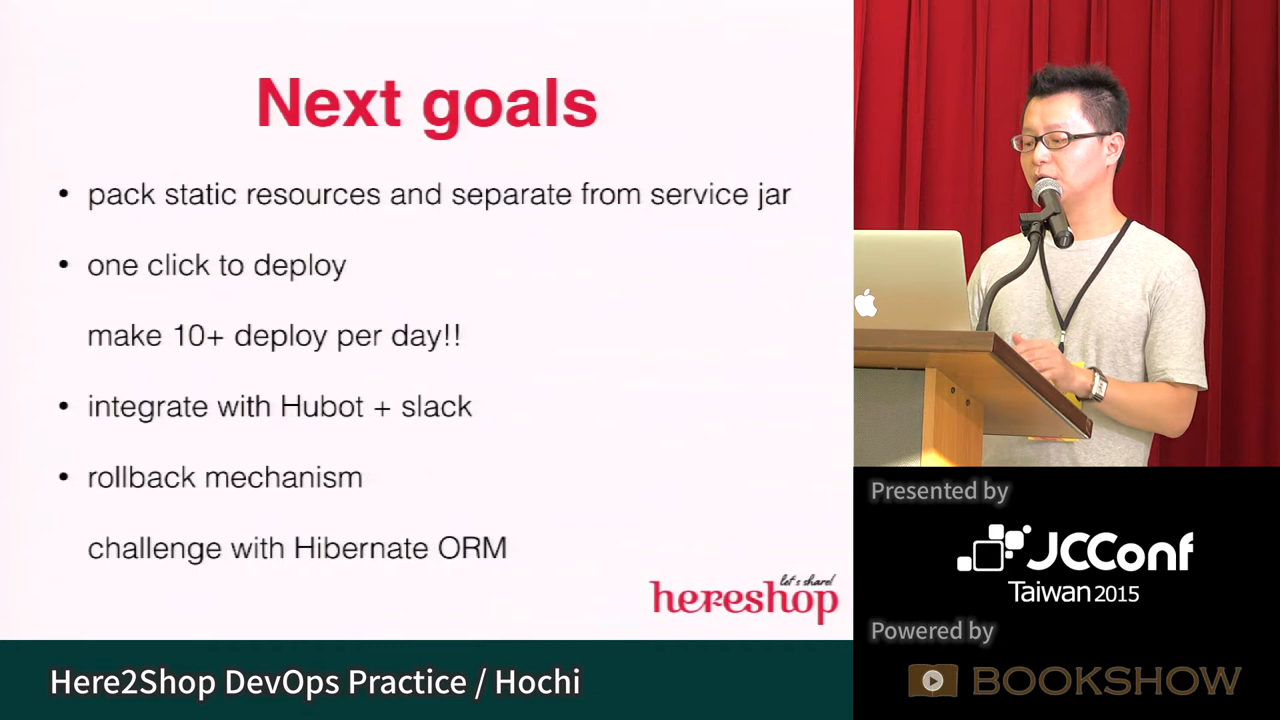 Next goals
• pack static resources and separate from service jar
• one click to deploy
make 10+ deploy per day!!
• integrate with Hubot + slack
• rollback mechanism
challenge with Hibernate ORM
let's share!
hereshop
Here2Shop DevOps Practice / Hochi
Presented by
JCConf
Taiwan 2015
Powered by
BOOKSHOW